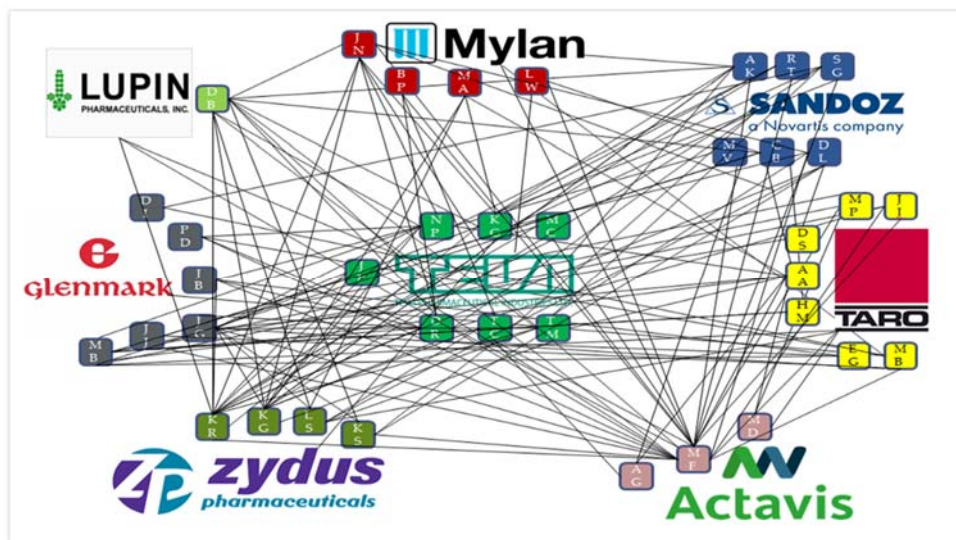 J
N
Mylan
LUPIN
PHARMACEUTICALS, INC.
D
B
B
P
M
A
L
W
A
K
R
T
S
G
SANDOZ
a Novartis company
M
V
C
B
D
L
P
D
N
P
K
G
M
C
M
P
J
J
D
S
A
A
H
M
TARO
GLENMARK
TEVA
M
B
E
G
M
B
K
R
K
G
L
S
K
S
zydus
pharmaceuticals
A
G
M
F
M
D
Actavis